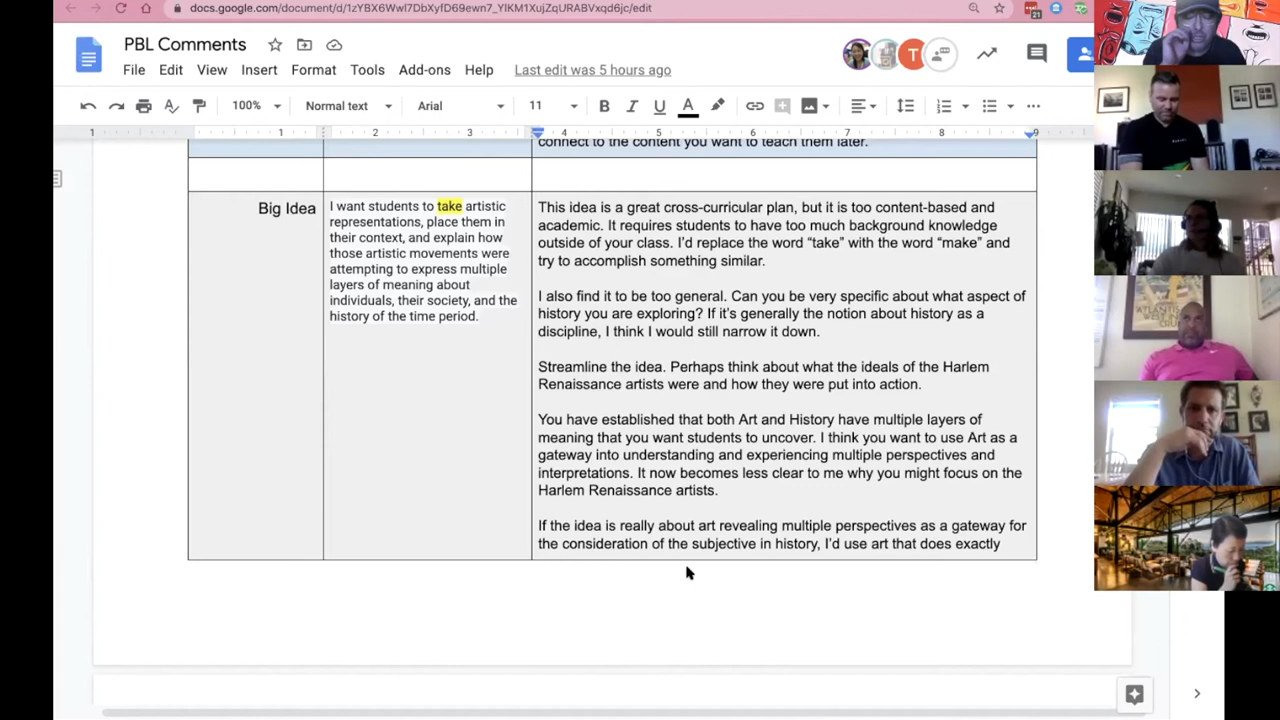 docs.google.com/document/d/1zYBX6Wwl7DbXyfD69ewn7_YlKM1XujZqURABVxqd6jc/edit
21
PBL Comments
File Edit View Insert Format Tools Add-ons Help Last edit was 5 hours ago
T
100% Normal text Arial 11 B I U A
1 1 2 3 4 5 6 7 8 9
connect to the content you want to teach them later.
Big Idea
I want students to take artistic
representations, place them in
their context, and explain how
those artistic movements were
attempting to express multiple
layers of meaning about
individuals, their society, and the
history of the time period.
This idea is a great cross-curricular plan, but it is too content-based and
academic. It requires students to have too much background knowledge
outside of your class. I'd replace the word “take” with the word “make” and
try to accomplish something similar.
I also find it to be too general. Can you be very specific about what aspect of
history you are exploring? If it's generally the notion about history as a
discipline, I think I would still narrow it down.
Streamline the idea. Perhaps think about what the ideals of the Harlem
Renaissance artists were and how they were put into action.
You have established that both Art and History have multiple layers of
meaning that you want students to uncover. I think you want to use Art as a
gateway into understanding and experiencing multiple perspectives and
interpretations. It now becomes less clear to me why you might focus on the
Harlem Renaissance artists.
If the idea is really about art revealing multiple perspectives as a gateway for
the consideration of the subjective in history, I'd use art that does exactly